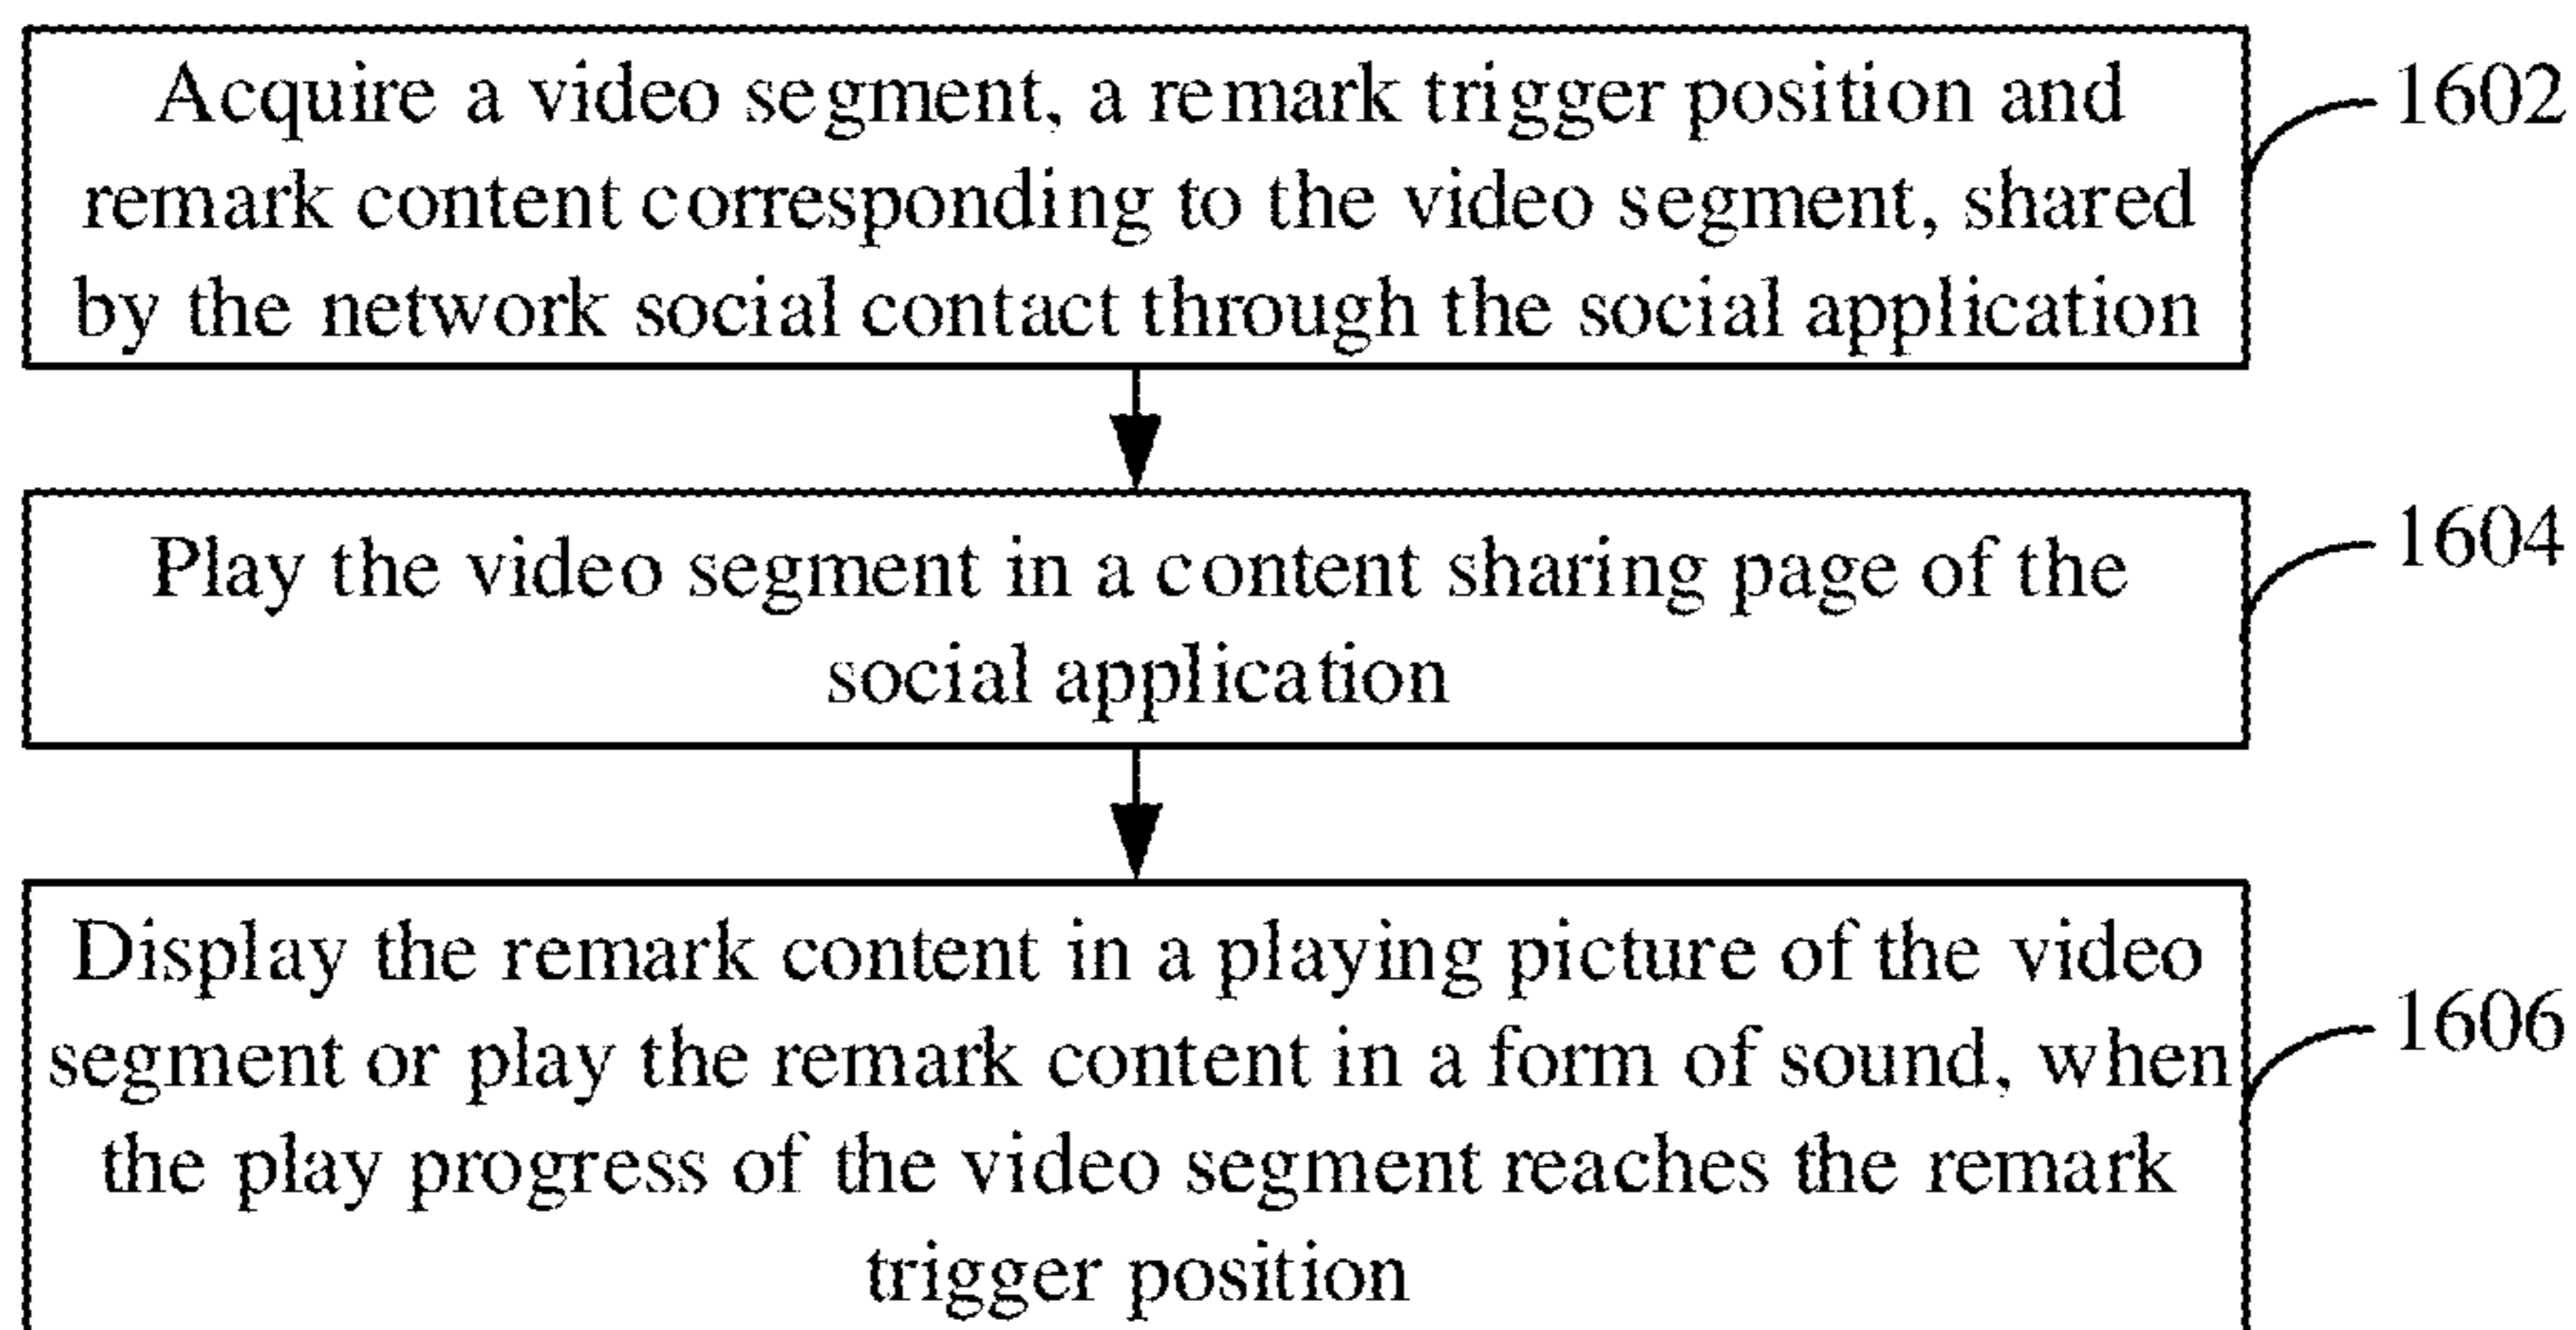 Acquire a video segment, a remark trigger position and
remark content corresponding to the video segment, shared
by the network social contact through the social application
1602
Play the video segment in a content sharing page of the
social application
1604
Display the remark content in a playing picture of the video
segment or play the remark content in a form of sound, when
the play progress of the video segment reaches the remark
trigger position
1606